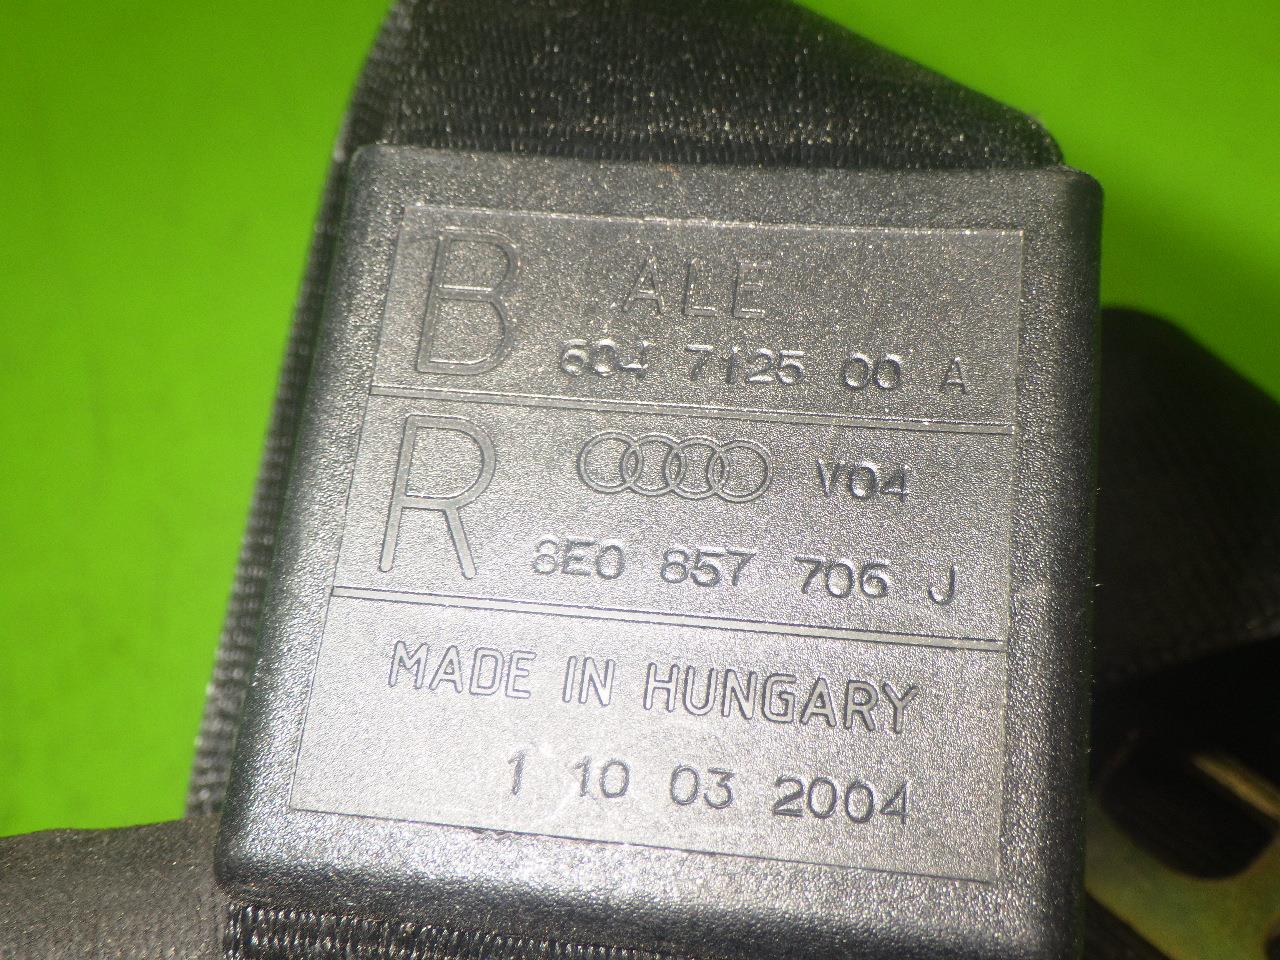 B ALE
604 7125 00 A
R V04
8E0 857 706 J
MADE IN HUNGARY
1 10 03 2004